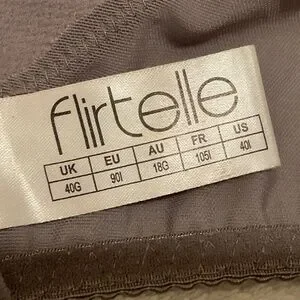 flirtelle
UK EU AU FR US
40G 90I 18G 105I 40I